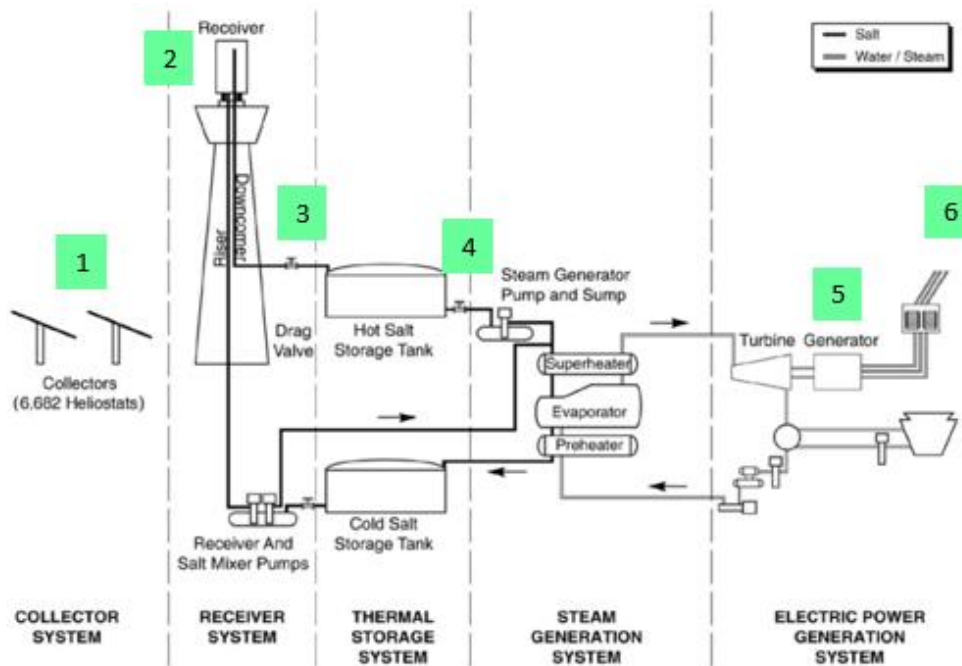 Receiver
Salt
Water / Steam
2
Downcomer
Riser
3
6
1
4
Steam Generator
Pump and Sump
5
Turbine Generator
Drag
Valve
Hot Salt
Storage Tank
Superheater
Collectors
(6,682 Heliostats)
Evaporator
Preheater
Cold Salt
Storage Tank
Receiver And
Salt Mixer Pumps
COLLECTOR
SYSTEM
RECEIVER
SYSTEM
THERMAL
STORAGE
SYSTEM
STEAM
GENERATION
SYSTEM
ELECTRIC POWER
GENERATION
SYSTEM